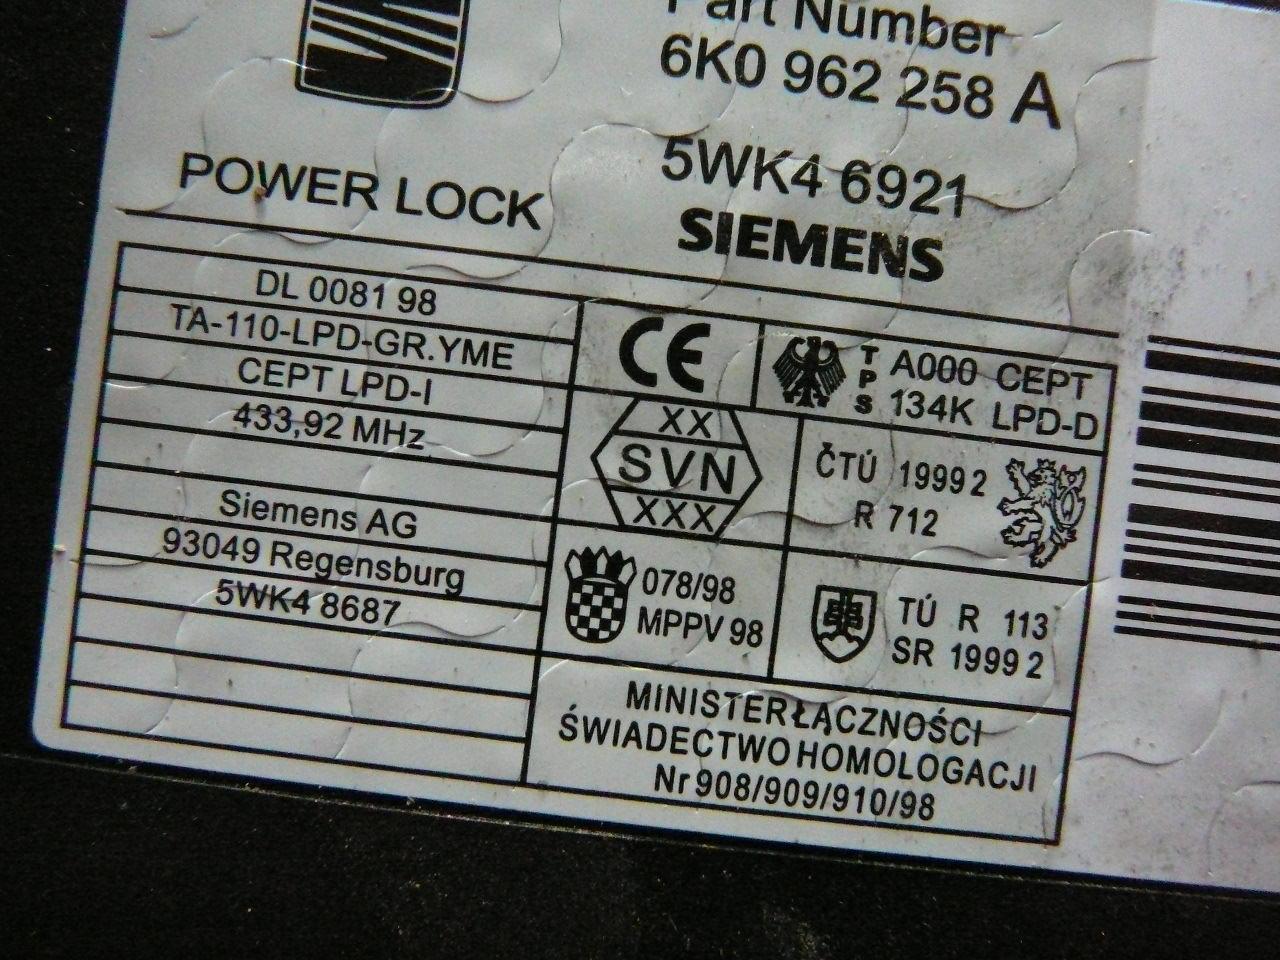 Part Number
6K0 962 258 A
5WK4 6921
SIEMENS
POWER LOCK
DL 0081 98
TA-110-LPD-GR.YME
CEPT LPD-I
433,92 MHz
Siemens AG
93049 Regensburg
5WK4 8687
CE
TPS
A000 CEPT
134K LPD-D
XX
SVN
XXX
ČTÚ 1999 2
R 712
078/98
MPPV 98
TÚ R 113
SR 1999 2
MINISTER ŁĄCZNOŚCI
ŚWIADECTWO HOMOLOGACJI
Nr 908/909/910/98